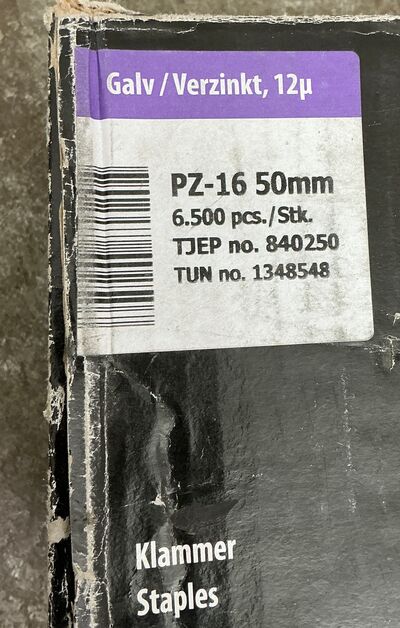 Galv / Verzinkt, 12µ
PZ-16 50mm
6.500 pcs./Stk.
TJEP no. 840250
TUN no. 1348548
Klammer
Staples